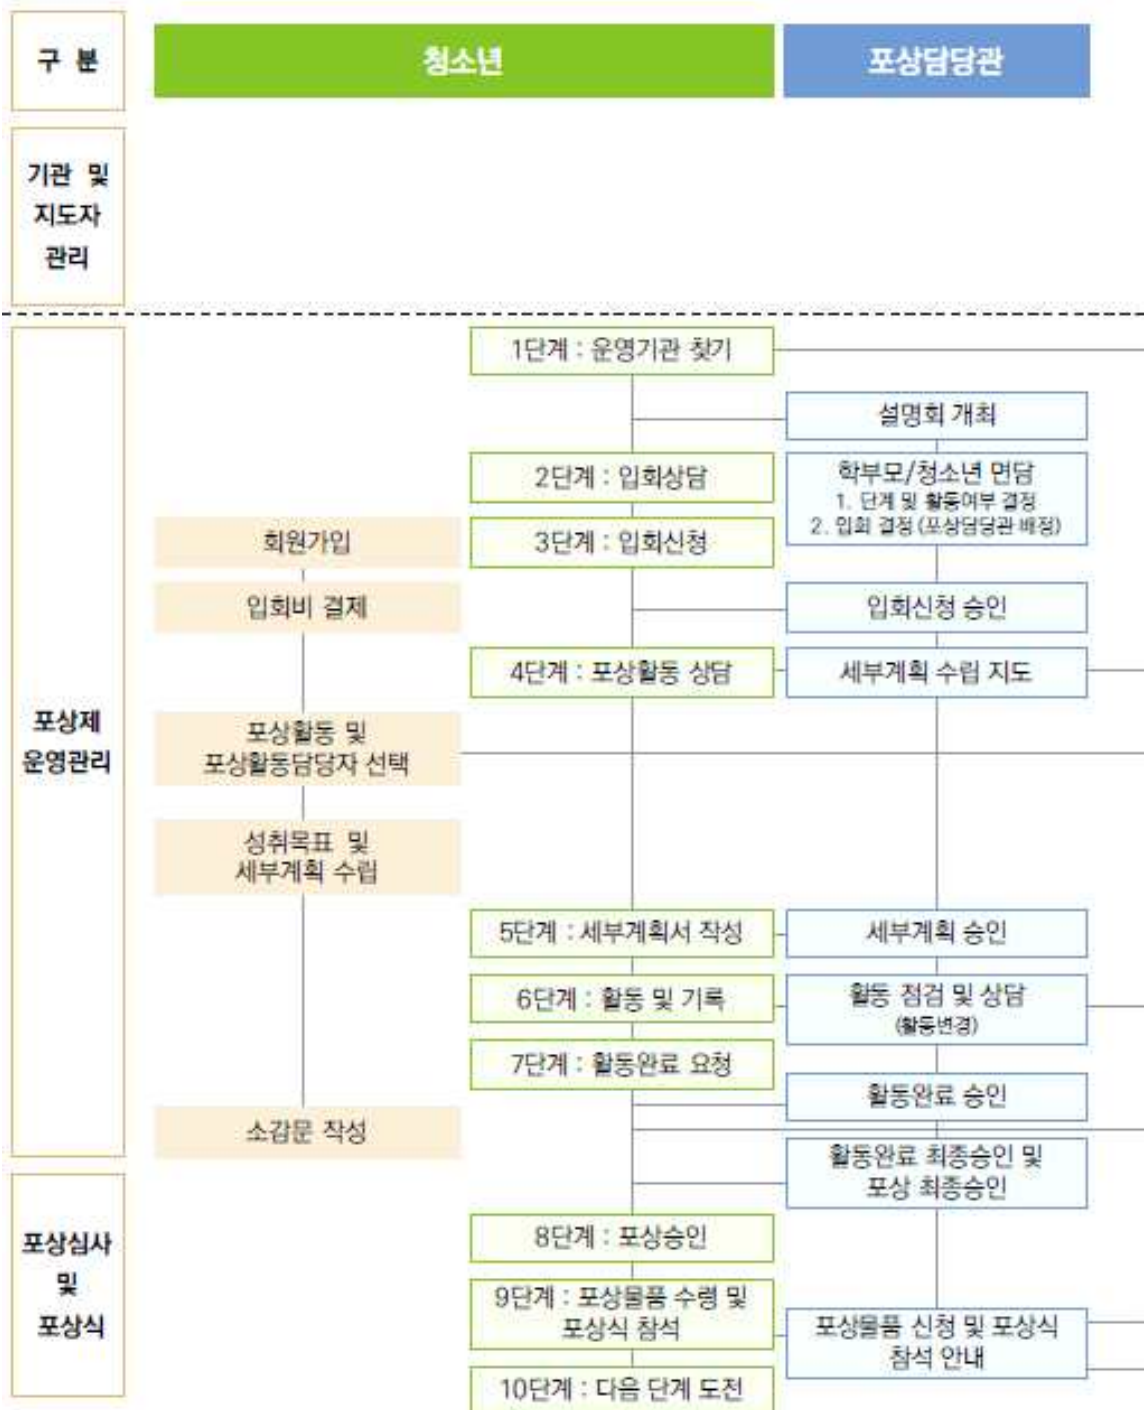 구 분
청소년
포상담당관
기관 및
지도자
관리
1단계 : 운영기관 찾기
설명회 개최
2단계 : 입회상담
학부모/청소년 면담
1. 단계 및 활동여부 결정
2. 입회 결정 (포상담당관 배정)
회원가입
3단계 : 입회신청
입회비 결제
입회신청 승인
4단계 : 포상활동 상담
세부계획 수립 지도
포상제
운영관리
포상활동 및
포상활동담당자 선택
성취목표 및
세부계획 수립
5단계 : 세부계획서 작성
세부계획 승인
6단계 : 활동 및 기록
활동 점검 및 상담
(활동변경)
7단계 : 활동완료 요청
활동완료 승인
소감문 작성
활동완료 최종승인 및
포상 최종승인
포상심사
및
포상식
8단계 : 포상승인
9단계 : 포상물품 수령 및
포상식 참석
포상물품 신청 및 포상식
참석 안내
10단계 : 다음 단계 도전